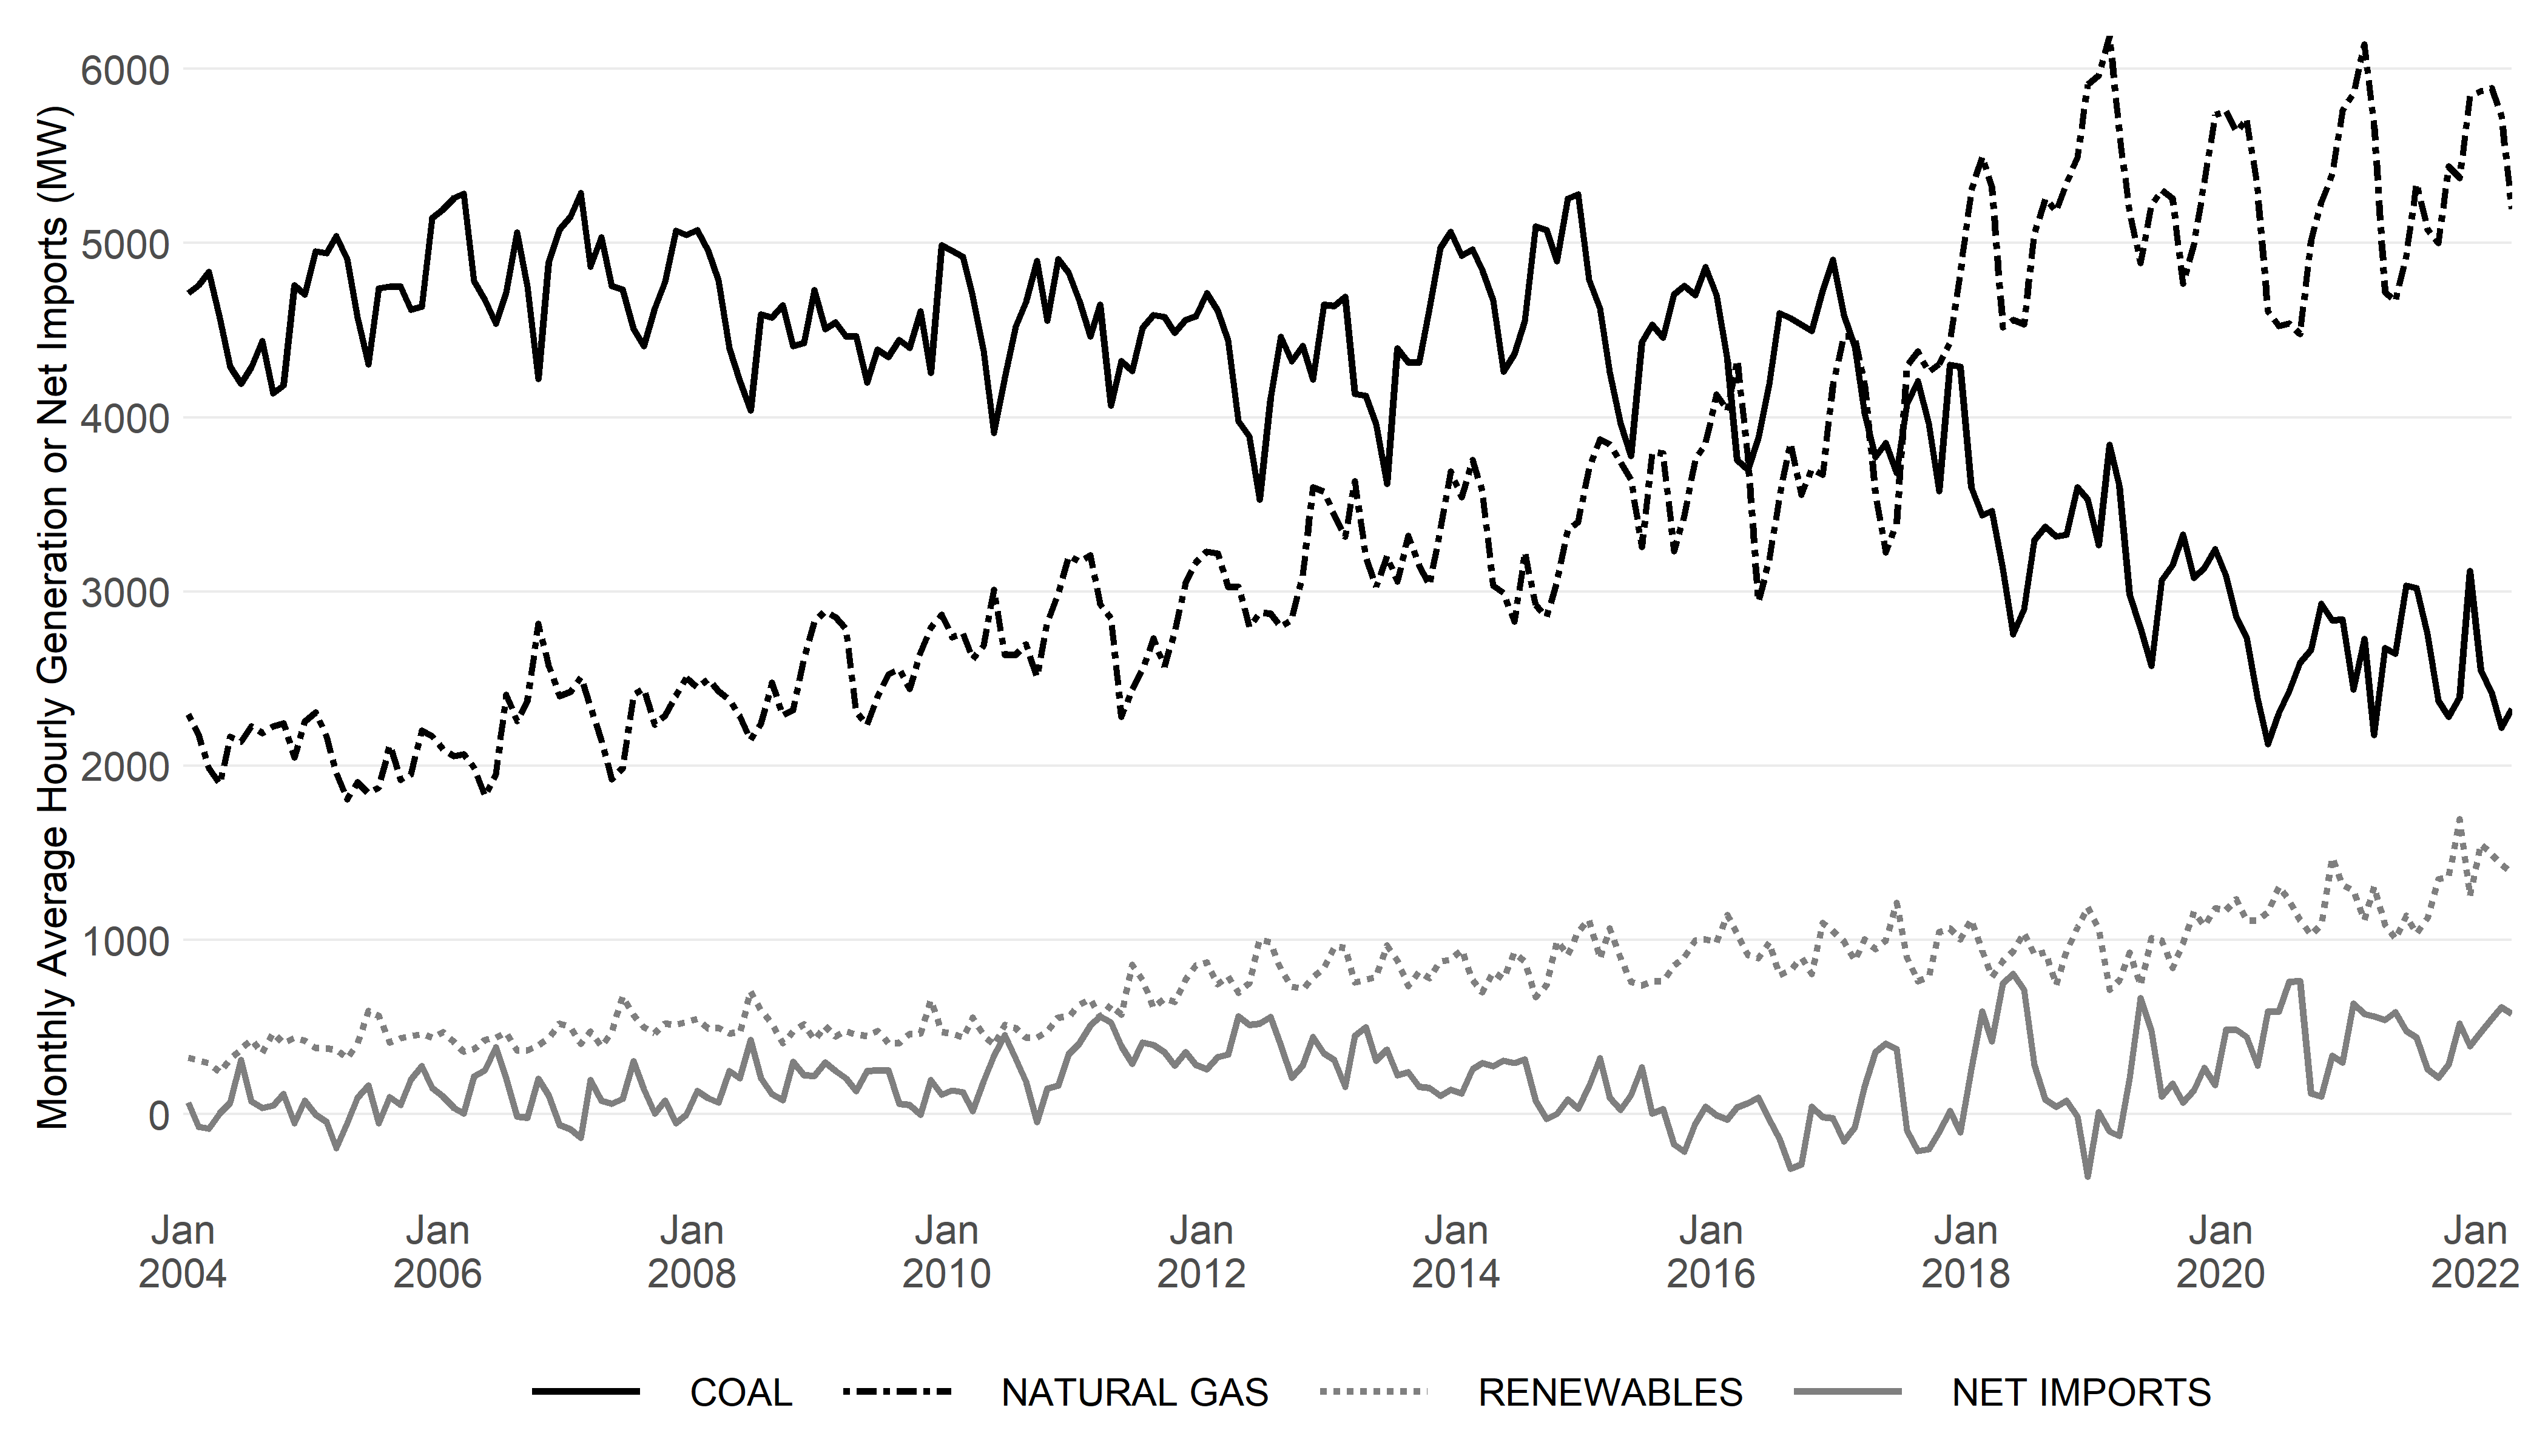 Monthly Average Hourly Generation or Net Imports (MW)
6000
5000
4000
3000
2000
1000
0
Jan 2004
Jan 2006
Jan 2008
Jan 2010
Jan 2012
Jan 2014
Jan 2016
Jan 2018
Jan 2020
Jan 2022
COAL NATURAL GAS RENEWABLES NET IMPORTS